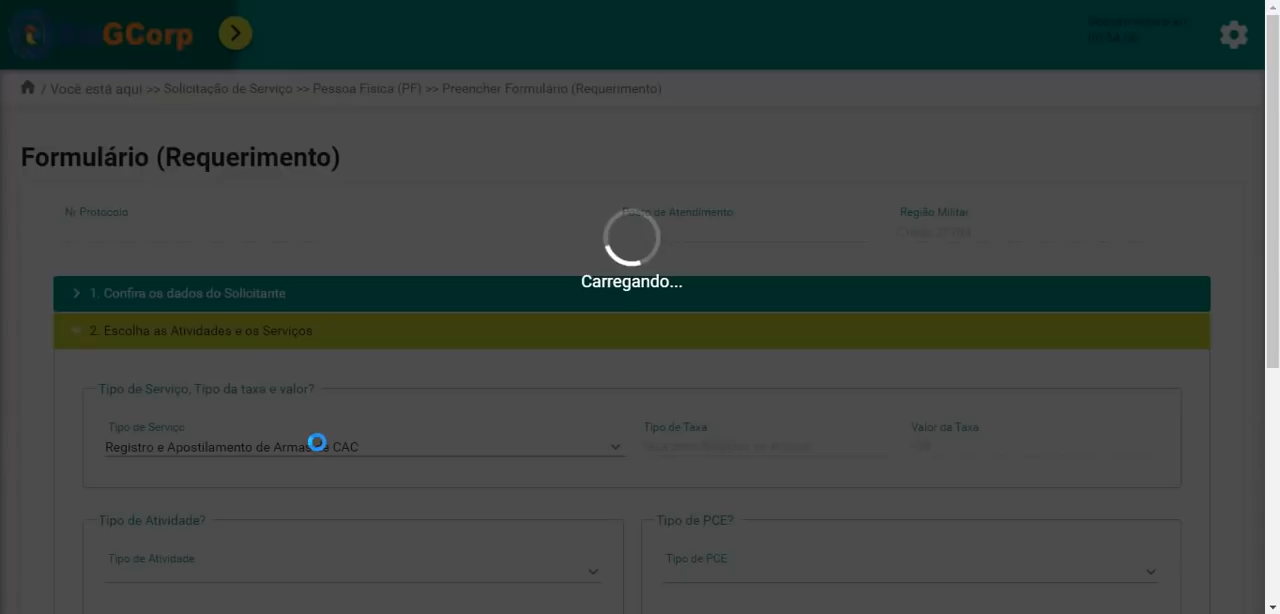 GCorp
/ Você está aqui >> Solicitação de Serviço >> Pessoa Física (PF) >> Preencher Formulário (Requerimento)
Formulário (Requerimento)
Nr Protocolo
de Atendimento
Região Militar
Carregando...
1. Confira os dados do Solicitante
2. Escolha as Atividades e os Serviços
Tipo de Serviço, Tipo da taxa e valor?
Tipo de Serviço
Tipo de Taxa
Valor da Taxa
Registro e Apostilamento de Armas CAC
Tipo de Atividade?
Tipo de PCE?
Tipo de Atividade
Tipo de PCE